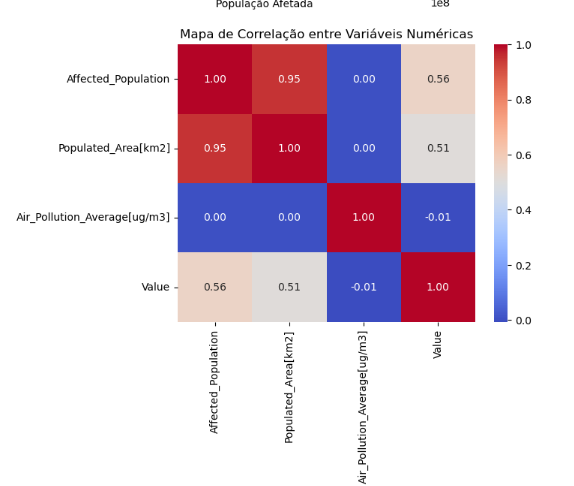 População Afetada
1e8
Mapa de Correlação entre Variáveis Numéricas
Affected_Population
Populated_Area[km2]
Air_Pollution_Average[ug/m3]
Value
1.00 0.95 0.00 0.56
0.95 1.00 0.00 0.51
0.00 0.00 1.00 -0.01
0.56 0.51 -0.01 1.00
Affected_Population
Populated_Area[km2]
Air_Pollution_Average[ug/m3]
Value
1.0
0.8
0.6
0.4
0.2
0.0